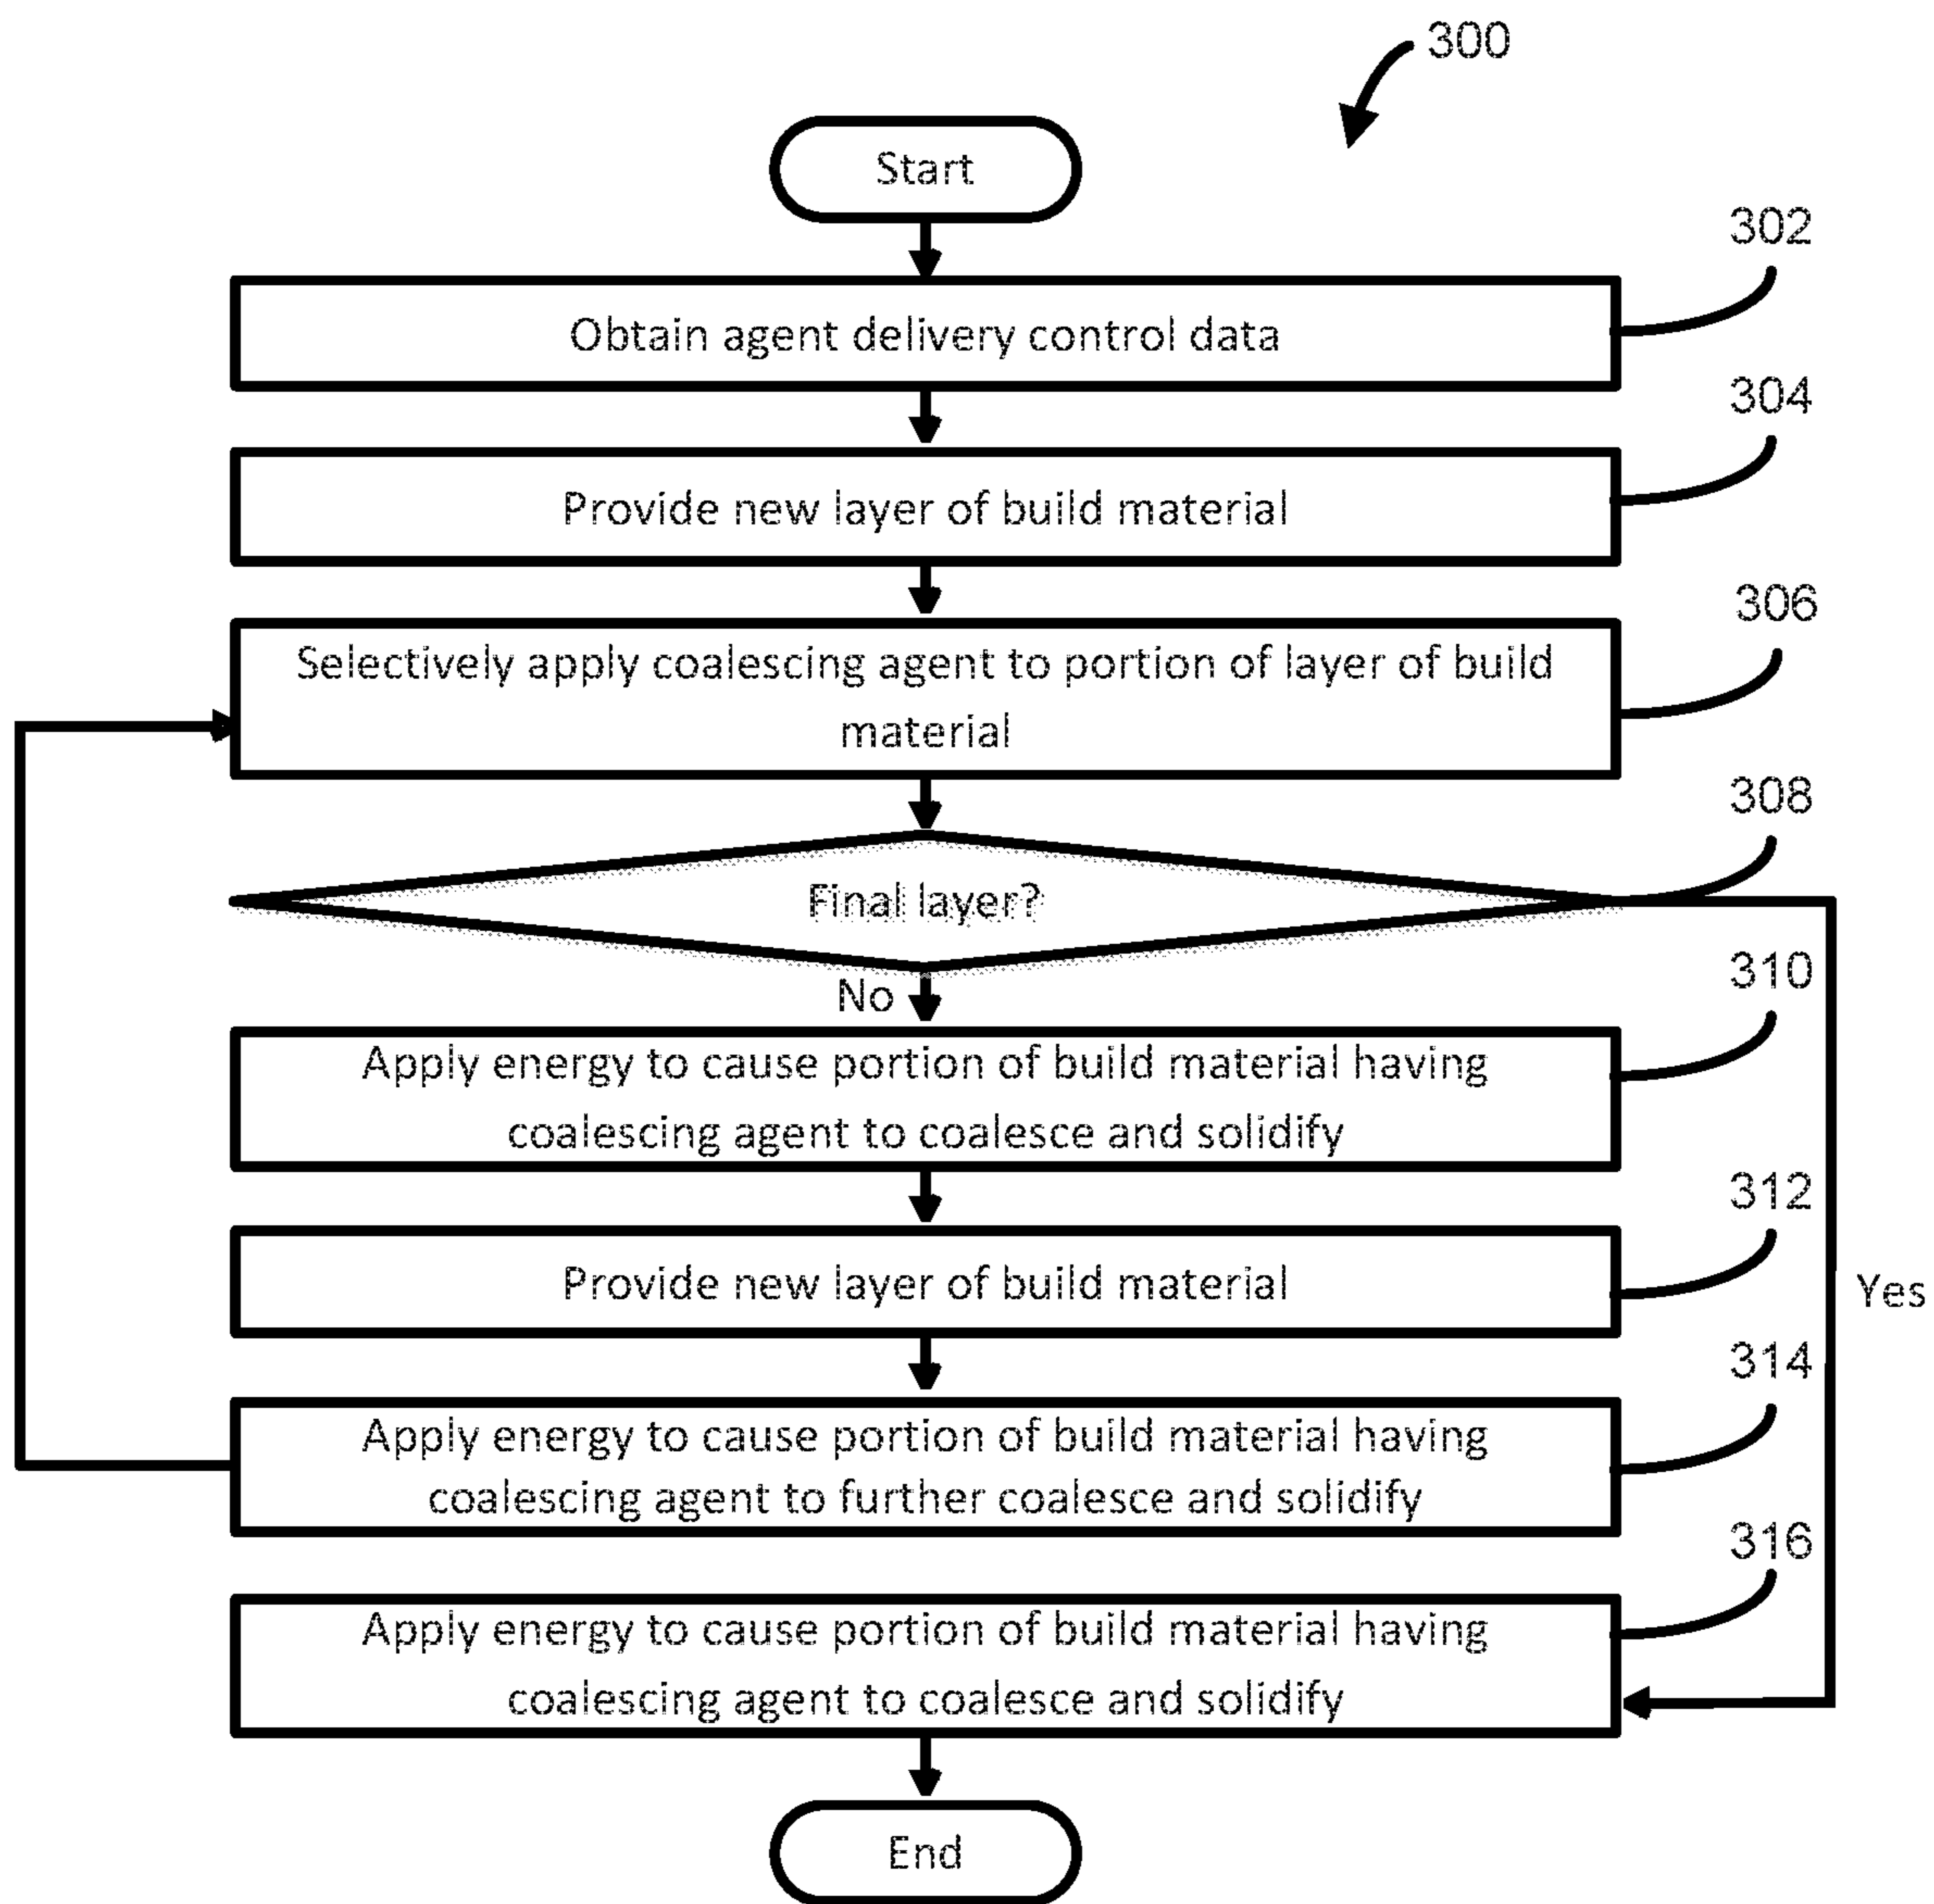 300
Start
302
Obtain agent delivery control data
304
Provide new layer of build material
306
Selectively apply coalescing agent to portion of layer of build
material
308
Final layer?
No
310
Apply energy to cause portion of build material having
coalescing agent to coalesce and solidify
312
Provide new layer of build material
Yes
314
Apply energy to cause portion of build material having
coalescing agent to further coalesce and solidify
316
Apply energy to cause portion of build material having
coalescing agent to coalesce and solidify
End